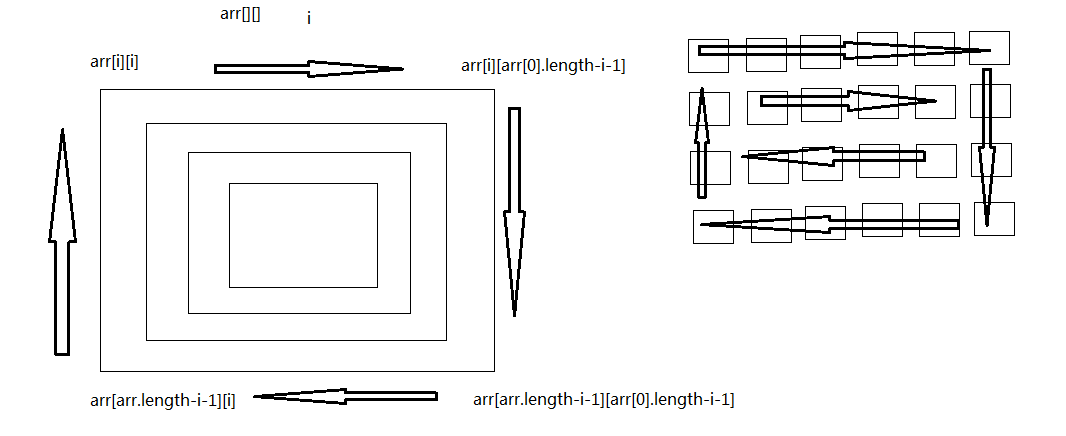 arr[][]
i
arr[i][i]
arr[i][arr[0].length-i-1]
arr[arr.length-i-1][i]
arr[arr.length-i-1][arr[0].length-i-1]